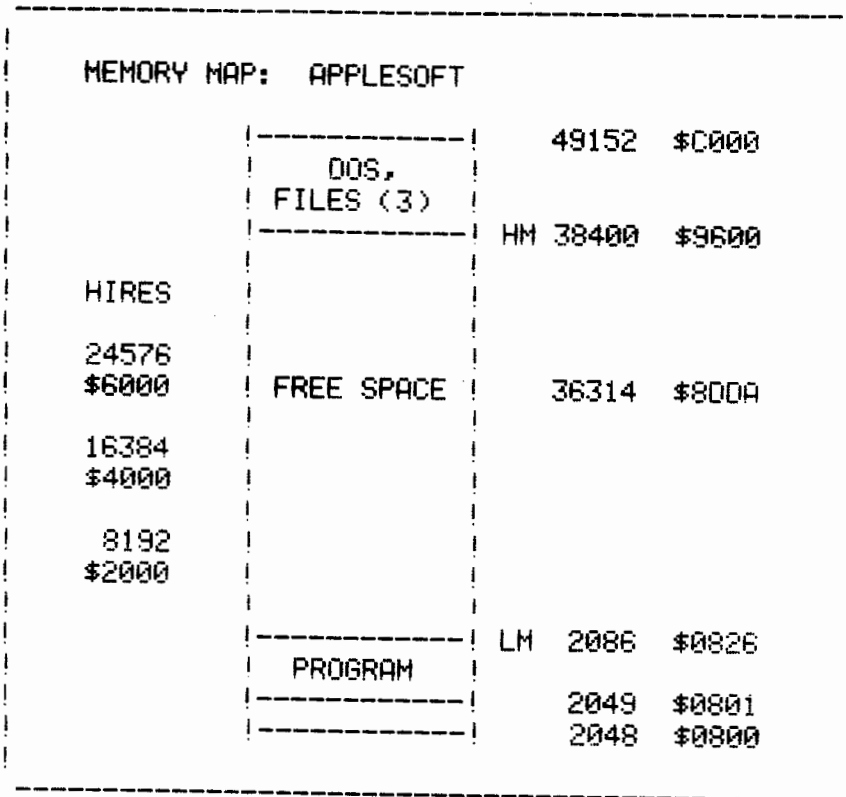 MEMORY MAP: APPLESOFT
49152 $C000
DOS,
FILES (3)
HM 38400 $9600
HIRES
24576
$6000 FREE SPACE 36314 $8DDA
16384
$4000
8192
$2000
LM 2086 $0826
PROGRAM
2049 $0801
2048 $0800